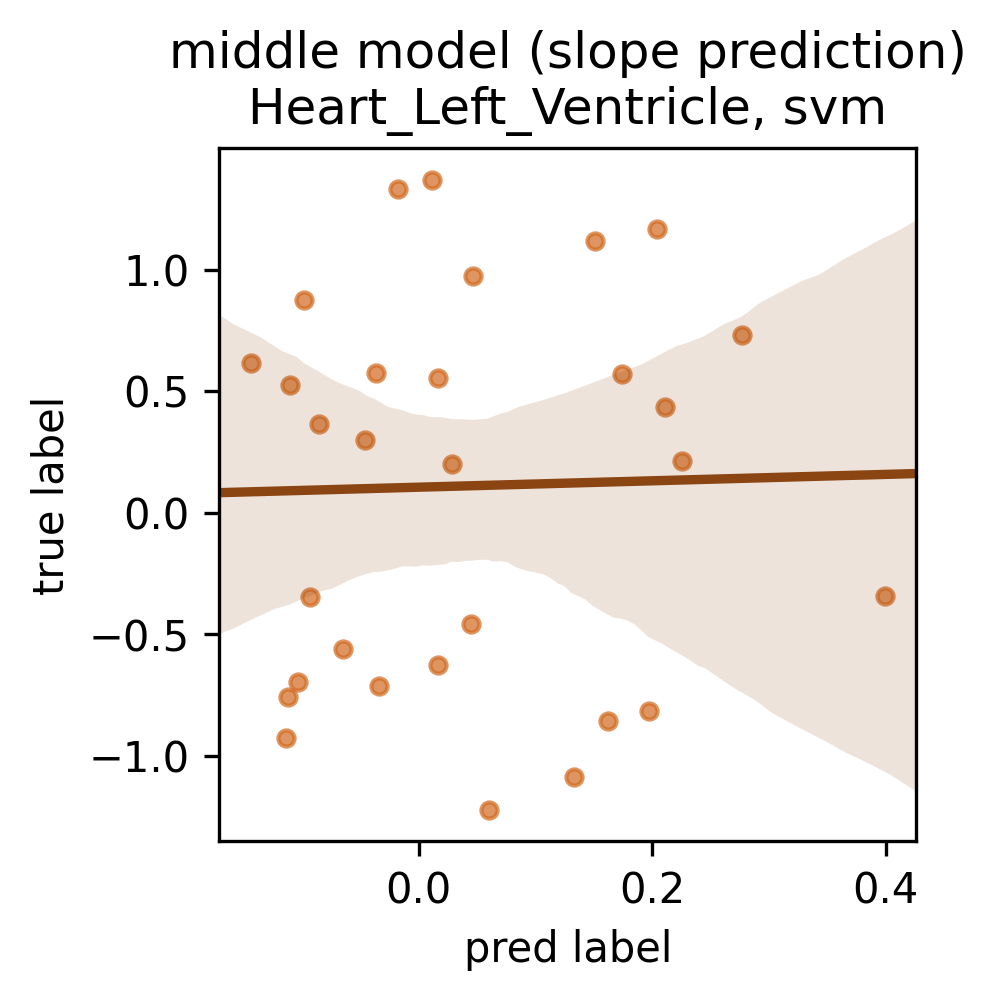 middle model (slope prediction)
Heart_Left_Ventricle, svm
1.0
0.5
0.0
−0.5
−1.0
true label
0.0 0.2 0.4
pred label